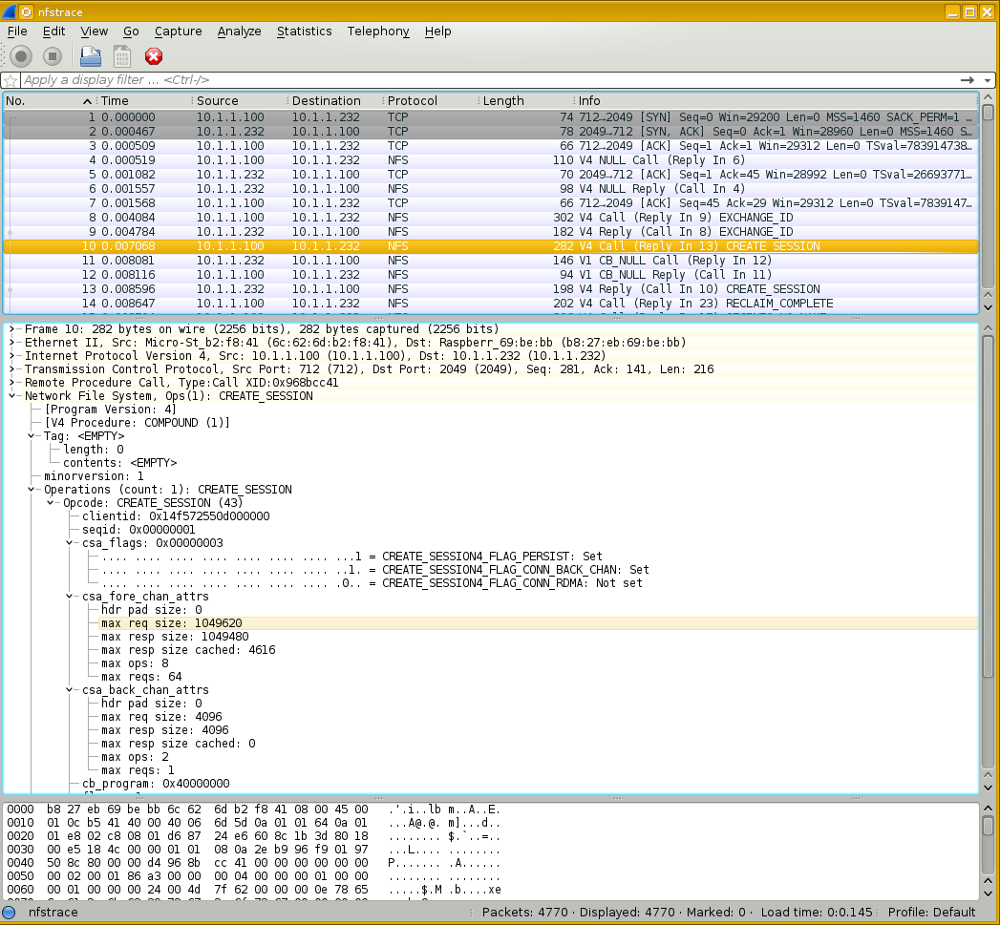 nfstrace
File Edit View Go Capture Analyze Statistics Telephony Help
Apply a display filter … <Ctrl-/>
No. Time Source Destination Protocol Length Info
1 0.000000 10.1.1.100 10.1.1.232 TCP 74 712→2049 [SYN] Seq=0 Win=29200 Len=0 MSS=1460 SACK_PERM=1 …
2 0.000467 10.1.1.232 10.1.1.100 TCP 78 2049→712 [SYN, ACK] Seq=0 Ack=1 Win=28960 Len=0 MSS=1460 S…
3 0.000509 10.1.1.100 10.1.1.232 TCP 66 712→2049 [ACK] Seq=1 Ack=1 Win=29312 Len=0 TSval=783914738…
4 0.000519 10.1.1.100 10.1.1.232 NFS 110 V4 NULL Call (Reply In 6)
5 0.001082 10.1.1.232 10.1.1.100 TCP 70 2049→712 [ACK] Seq=1 Ack=45 Win=28992 Len=0 TSval=26693771…
6 0.001557 10.1.1.232 10.1.1.100 NFS 98 V4 NULL Reply (Call In 4)
7 0.001568 10.1.1.100 10.1.1.232 TCP 66 712→2049 [ACK] Seq=45 Ack=29 Win=29312 Len=0 TSval=7839147…
8 0.004084 10.1.1.100 10.1.1.232 NFS 302 V4 Call (Reply In 9) EXCHANGE_ID
9 0.004784 10.1.1.232 10.1.1.100 NFS 182 V4 Reply (Call In 8) EXCHANGE_ID
10 0.007068 10.1.1.100 10.1.1.232 NFS 282 V4 Call (Reply In 13) CREATE_SESSION
11 0.008081 10.1.1.232 10.1.1.100 NFS 146 V1 CB_NULL Call (Reply In 12)
12 0.008116 10.1.1.100 10.1.1.232 NFS 94 V1 CB_NULL Reply (Call In 11)
13 0.008596 10.1.1.232 10.1.1.100 NFS 198 V4 Reply (Call In 10) CREATE_SESSION
14 0.008647 10.1.1.100 10.1.1.232 NFS 202 V4 Call (Reply In 23) RECLAIM_COMPLETE
Frame 10: 282 bytes on wire (2256 bits), 282 bytes captured (2256 bits)
Ethernet II, Src: Micro-St_b2:f8:41 (6c:62:6d:b2:f8:41), Dst: Raspberr_69:be:bb (b8:27:eb:69:be:bb)
Internet Protocol Version 4, Src: 10.1.1.100 (10.1.1.100), Dst: 10.1.1.232 (10.1.1.232)
Transmission Control Protocol, Src Port: 712 (712), Dst Port: 2049 (2049), Seq: 281, Ack: 141, Len: 216
Remote Procedure Call, Type:Call XID:0x968bcc41
Network File System, Ops(1): CREATE_SESSION
[Program Version: 4]
[V4 Procedure: COMPOUND (1)]
Tag: <EMPTY>
length: 0
contents: <EMPTY>
minorversion: 1
Operations (count: 1): CREATE_SESSION
Opcode: CREATE_SESSION (43)
clientid: 0x14f572550d000000
seqid: 0x00000001
csa_flags: 0x00000003
.... .... .... .... .... .... .... ...1 = CREATE_SESSION4_FLAG_PERSIST: Set
.... .... .... .... .... .... .... ..1. = CREATE_SESSION4_FLAG_CONN_BACK_CHAN: Set
.... .... .... .... .... .... .... .0.. = CREATE_SESSION4_FLAG_CONN_RDMA: Not set
csa_fore_chan_attrs
hdr pad size: 0
max req size: 1049620
max resp size: 1049480
max resp size cached: 4616
max ops: 8
max reqs: 64
csa_back_chan_attrs
hdr pad size: 0
max req size: 4096
max resp size: 4096
max resp size cached: 0
max ops: 2
max reqs: 1
cb_program: 0x40000000
0000 b8 27 eb 69 be bb 6c 62 6d b2 f8 41 08 00 45 00 .'.i..lb m..A..E.
0010 01 0c b5 41 40 00 40 06 6d 5d 0a 01 01 64 0a 01 ...A@.@. m]...d..
0020 01 e8 02 c8 08 01 d6 87 24 e6 60 8c 1b 3d 80 18 ........ $.`..=..
0030 00 e5 18 4c 00 00 01 01 08 0a 2e b9 96 f9 01 97 ...L.... ........
0040 50 8c 80 00 00 d4 96 8b cc 41 00 00 00 00 00 00 P....... .A......
0050 00 02 00 01 86 a3 00 00 00 04 00 00 00 01 00 00 ........ ........
0060 00 01 00 00 00 24 00 4d 7f 62 00 00 00 0e 78 65 .....$.M .b....xe
nfstrace Packets: 4770 · Displayed: 4770 · Marked: 0 · Load time: 0:0.145 Profile: Default